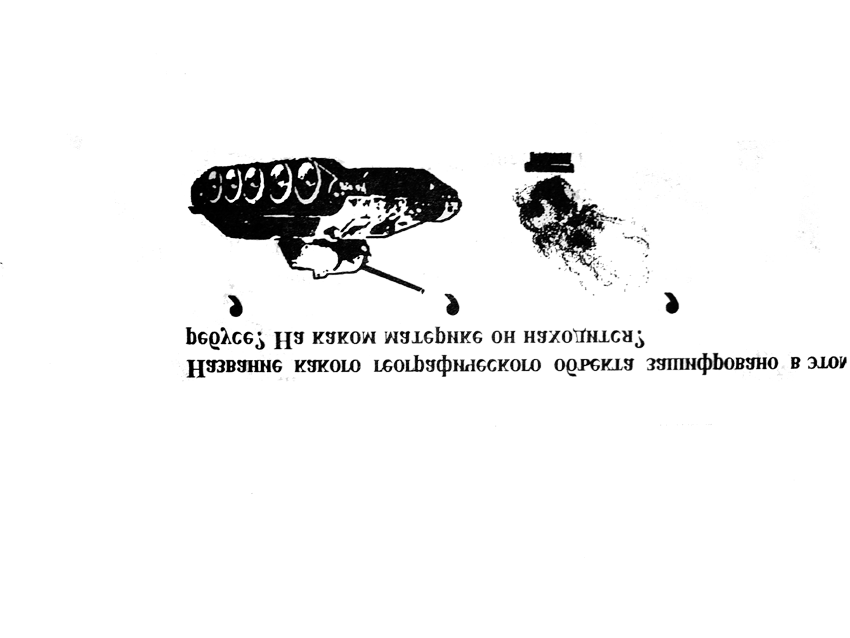 Название какого географического объекта зашифровано в этом
ребусе? На каком материке он находится?
, , ,